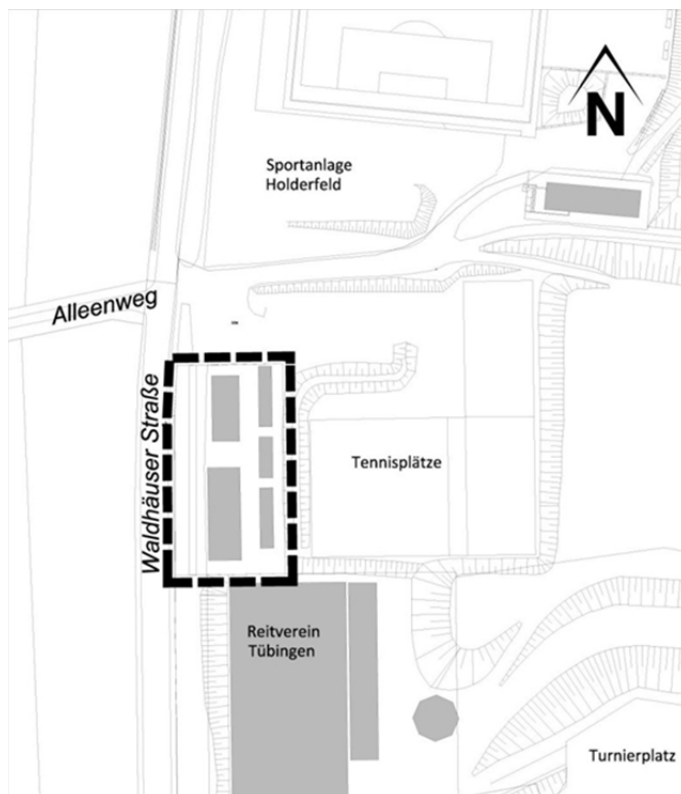 N
Sportanlage
Holderfeld
Alleenweg
Waldhäuser Straße
Tennisplätze
Reitverein
Tübingen
Turnierplatz